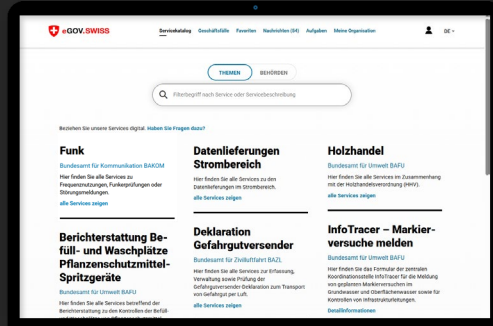 eGOV.SWISS
Servicekatalog Geschäftsfälle Favoriten Nachrichten (84) Aufgaben Meine Organisation DE
THEMEN BEHÖRDEN
Filterbegriff nach Service oder Servicebeschreibung
Beziehen Sie unsere Services digital. Haben Sie Fragen dazu?
Funk
Bundesamt für Kommunikation BAKOM
Hier finden Sie alle Services zu
Frequenznutzungen, Funkerprüfungen oder
Störungsmeldungen.
alle Services zeigen
Datenlieferungen
Strombereich
Hier finden Sie alle Services zu den
Datenlieferungen im Strombereich.
alle Services zeigen
Holzhandel
Bundesamt für Umwelt BAFU
Hier finden Sie alle Services im Zusammenhang
mit der Holzhandelsverordnung (HHV).
alle Services zeigen
Berichterstattung Be-
füll- und Waschplätze
Pflanzenschutzmittel-
Spritzgeräte
Bundesamt für Umwelt BAFU
Hier finden Sie alle Services betreffend der
Berichterstattung zu den Kontrollen der Befüll-
Deklaration
Gefahrgutversender
Bundesamt für Zivilluftfahrt BAZL
Hier finden Sie alle Services zur Erfassung,
Verwaltung sowie Prüfung der
Gefahrgutversender-Deklaration zum Transport
von Gefahrgut per Luft.
alle Services zeigen
InfoTracer – Markier-
versuche melden
Bundesamt für Umwelt BAFU
Hier finden Sie das Formular der zentralen
Koordinationsstelle InfoTracer für die Meldung
von geplanten Markierversuchen im
Grundwasser und Oberflächenwasser sowie für
Kontrollen von Infrastrukturleitungen.
Detailinformationen